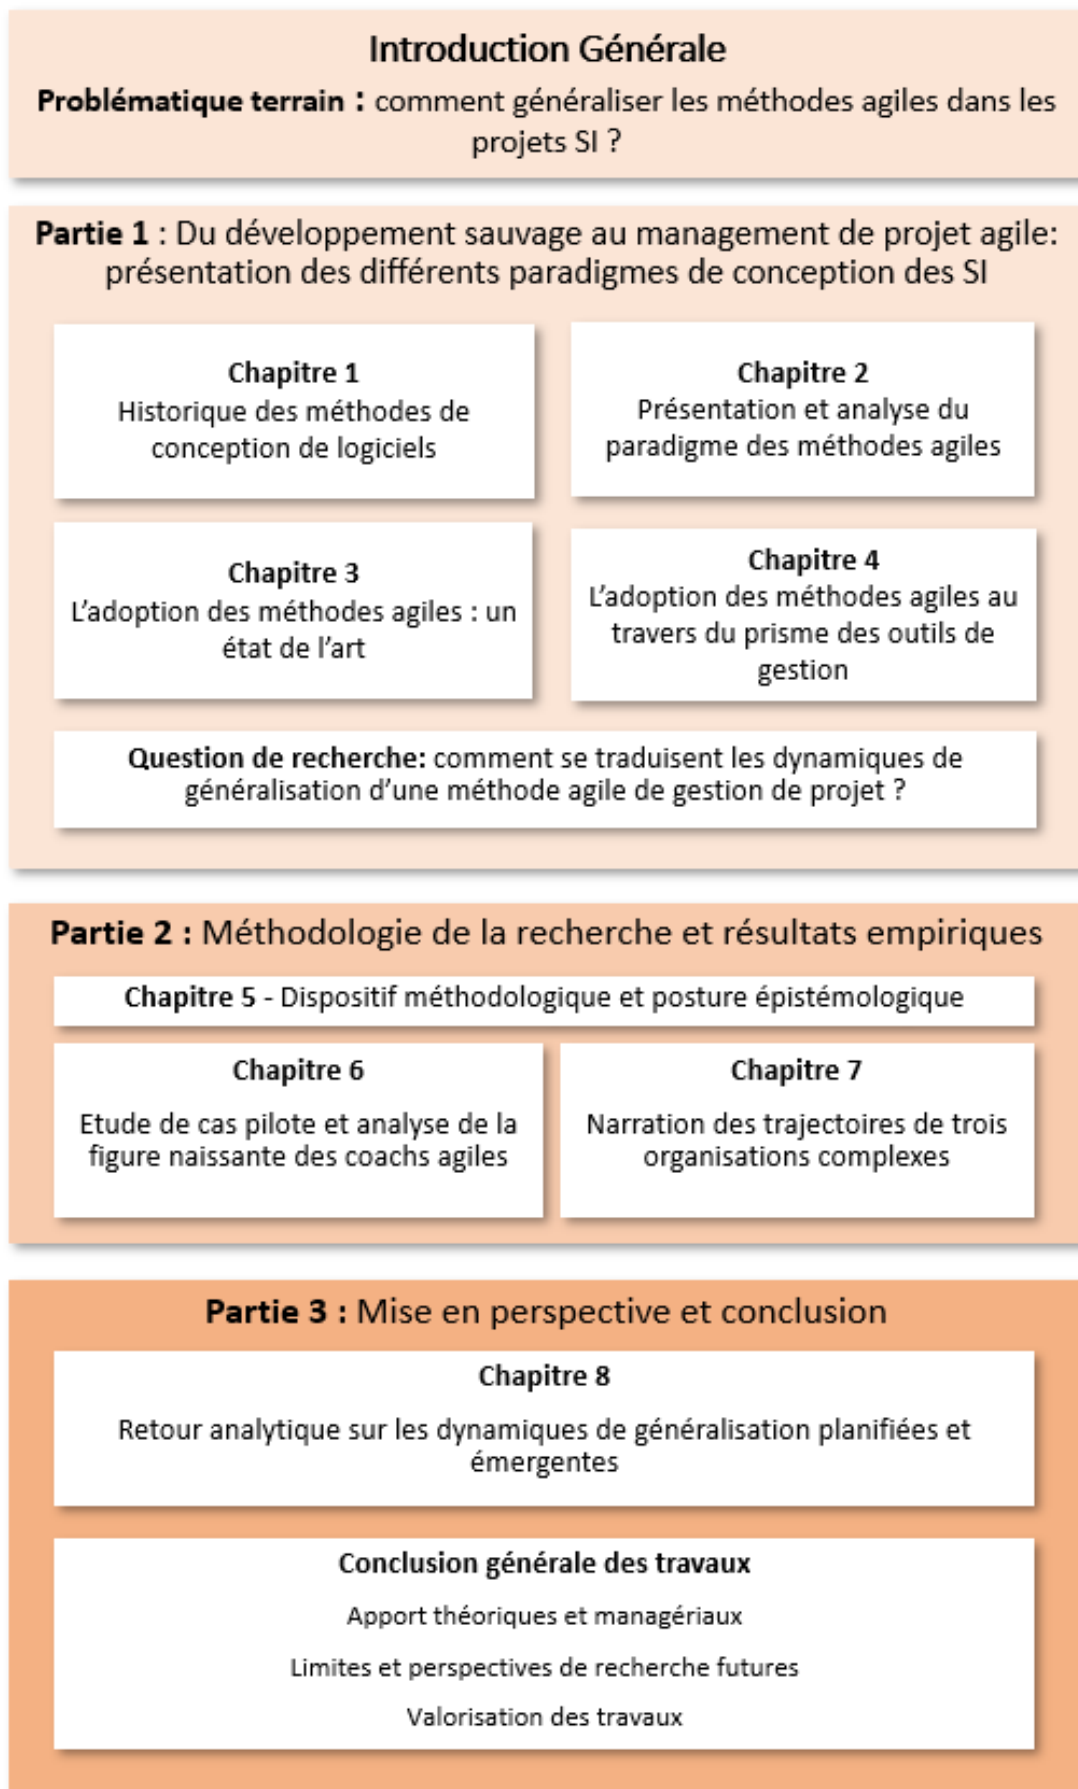 Introduction Générale
Problématique terrain : comment généraliser les méthodes agiles dans les
projets SI ?
Partie 1 : Du développement sauvage au management de projet agile:
présentation des différents paradigmes de conception des SI
Chapitre 1
Historique des méthodes de
conception de logiciels
Chapitre 2
Présentation et analyse du
paradigme des méthodes agiles
Chapitre 3
L’adoption des méthodes agiles : un
état de l’art
Chapitre 4
L’adoption des méthodes agiles au
travers du prisme des outils de
gestion
Question de recherche: comment se traduisent les dynamiques de
généralisation d’une méthode agile de gestion de projet ?
Partie 2 : Méthodologie de la recherche et résultats empiriques
Chapitre 5 - Dispositif méthodologique et posture épistémologique
Chapitre 6
Etude de cas pilote et analyse de la
figure naissante des coachs agiles
Chapitre 7
Narration des trajectoires de trois
organisations complexes
Partie 3 : Mise en perspective et conclusion
Chapitre 8
Retour analytique sur les dynamiques de généralisation planifiées et
émergentes
Conclusion générale des travaux
Apport théoriques et managériaux
Limites et perspectives de recherche futures
Valorisation des travaux